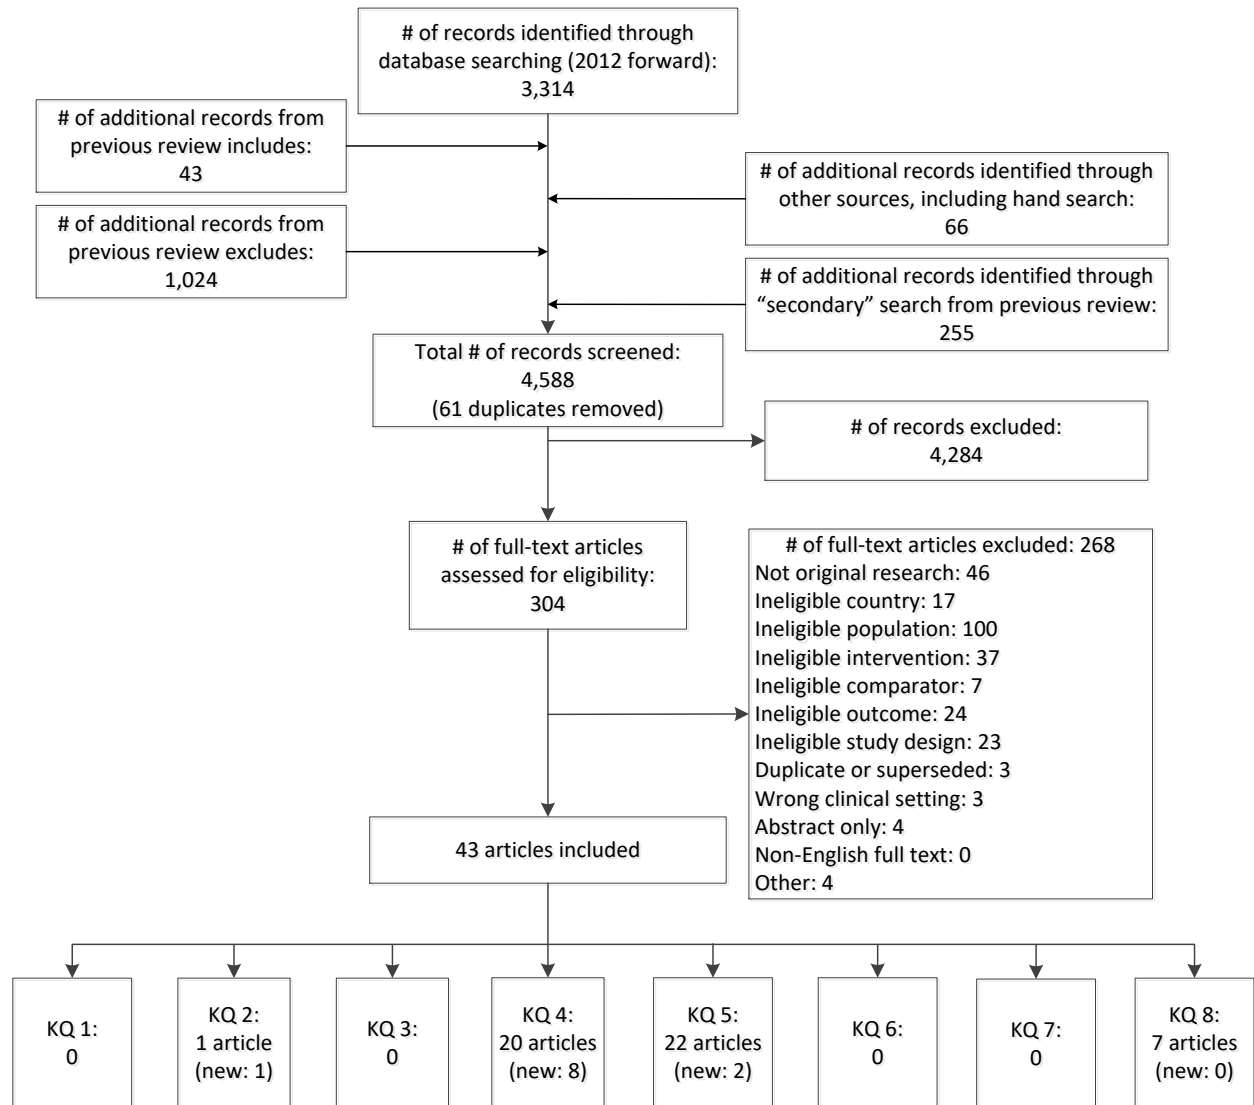 # of records identified through
database searching (2012 forward):
3,314
# of additional records from
previous review includes:
43
# of additional records identified through
other sources, including hand search:
66
# of additional records from
previous review excludes:
1,024
# of additional records identified through
“secondary” search from previous review:
255
Total # of records screened:
4,588
(61 duplicates removed)
# of records excluded:
4,284
# of full-text articles
assessed for eligibility:
304
# of full-text articles excluded: 268
Not original research: 46
Ineligible country: 17
Ineligible population: 100
Ineligible intervention: 37
Ineligible comparator: 7
Ineligible outcome: 24
Ineligible study design: 23
Duplicate or superseded: 3
Wrong clinical setting: 3
Abstract only: 4
Non-English full text: 0
Other: 4
43 articles included
KQ 1:
0
KQ 2:
1 article
(new: 1)
KQ 3:
0
KQ 4:
20 articles
(new: 8)
KQ 5:
22 articles
(new: 2)
KQ 6:
0
KQ 7:
0
KQ 8:
7 articles
(new: 0)